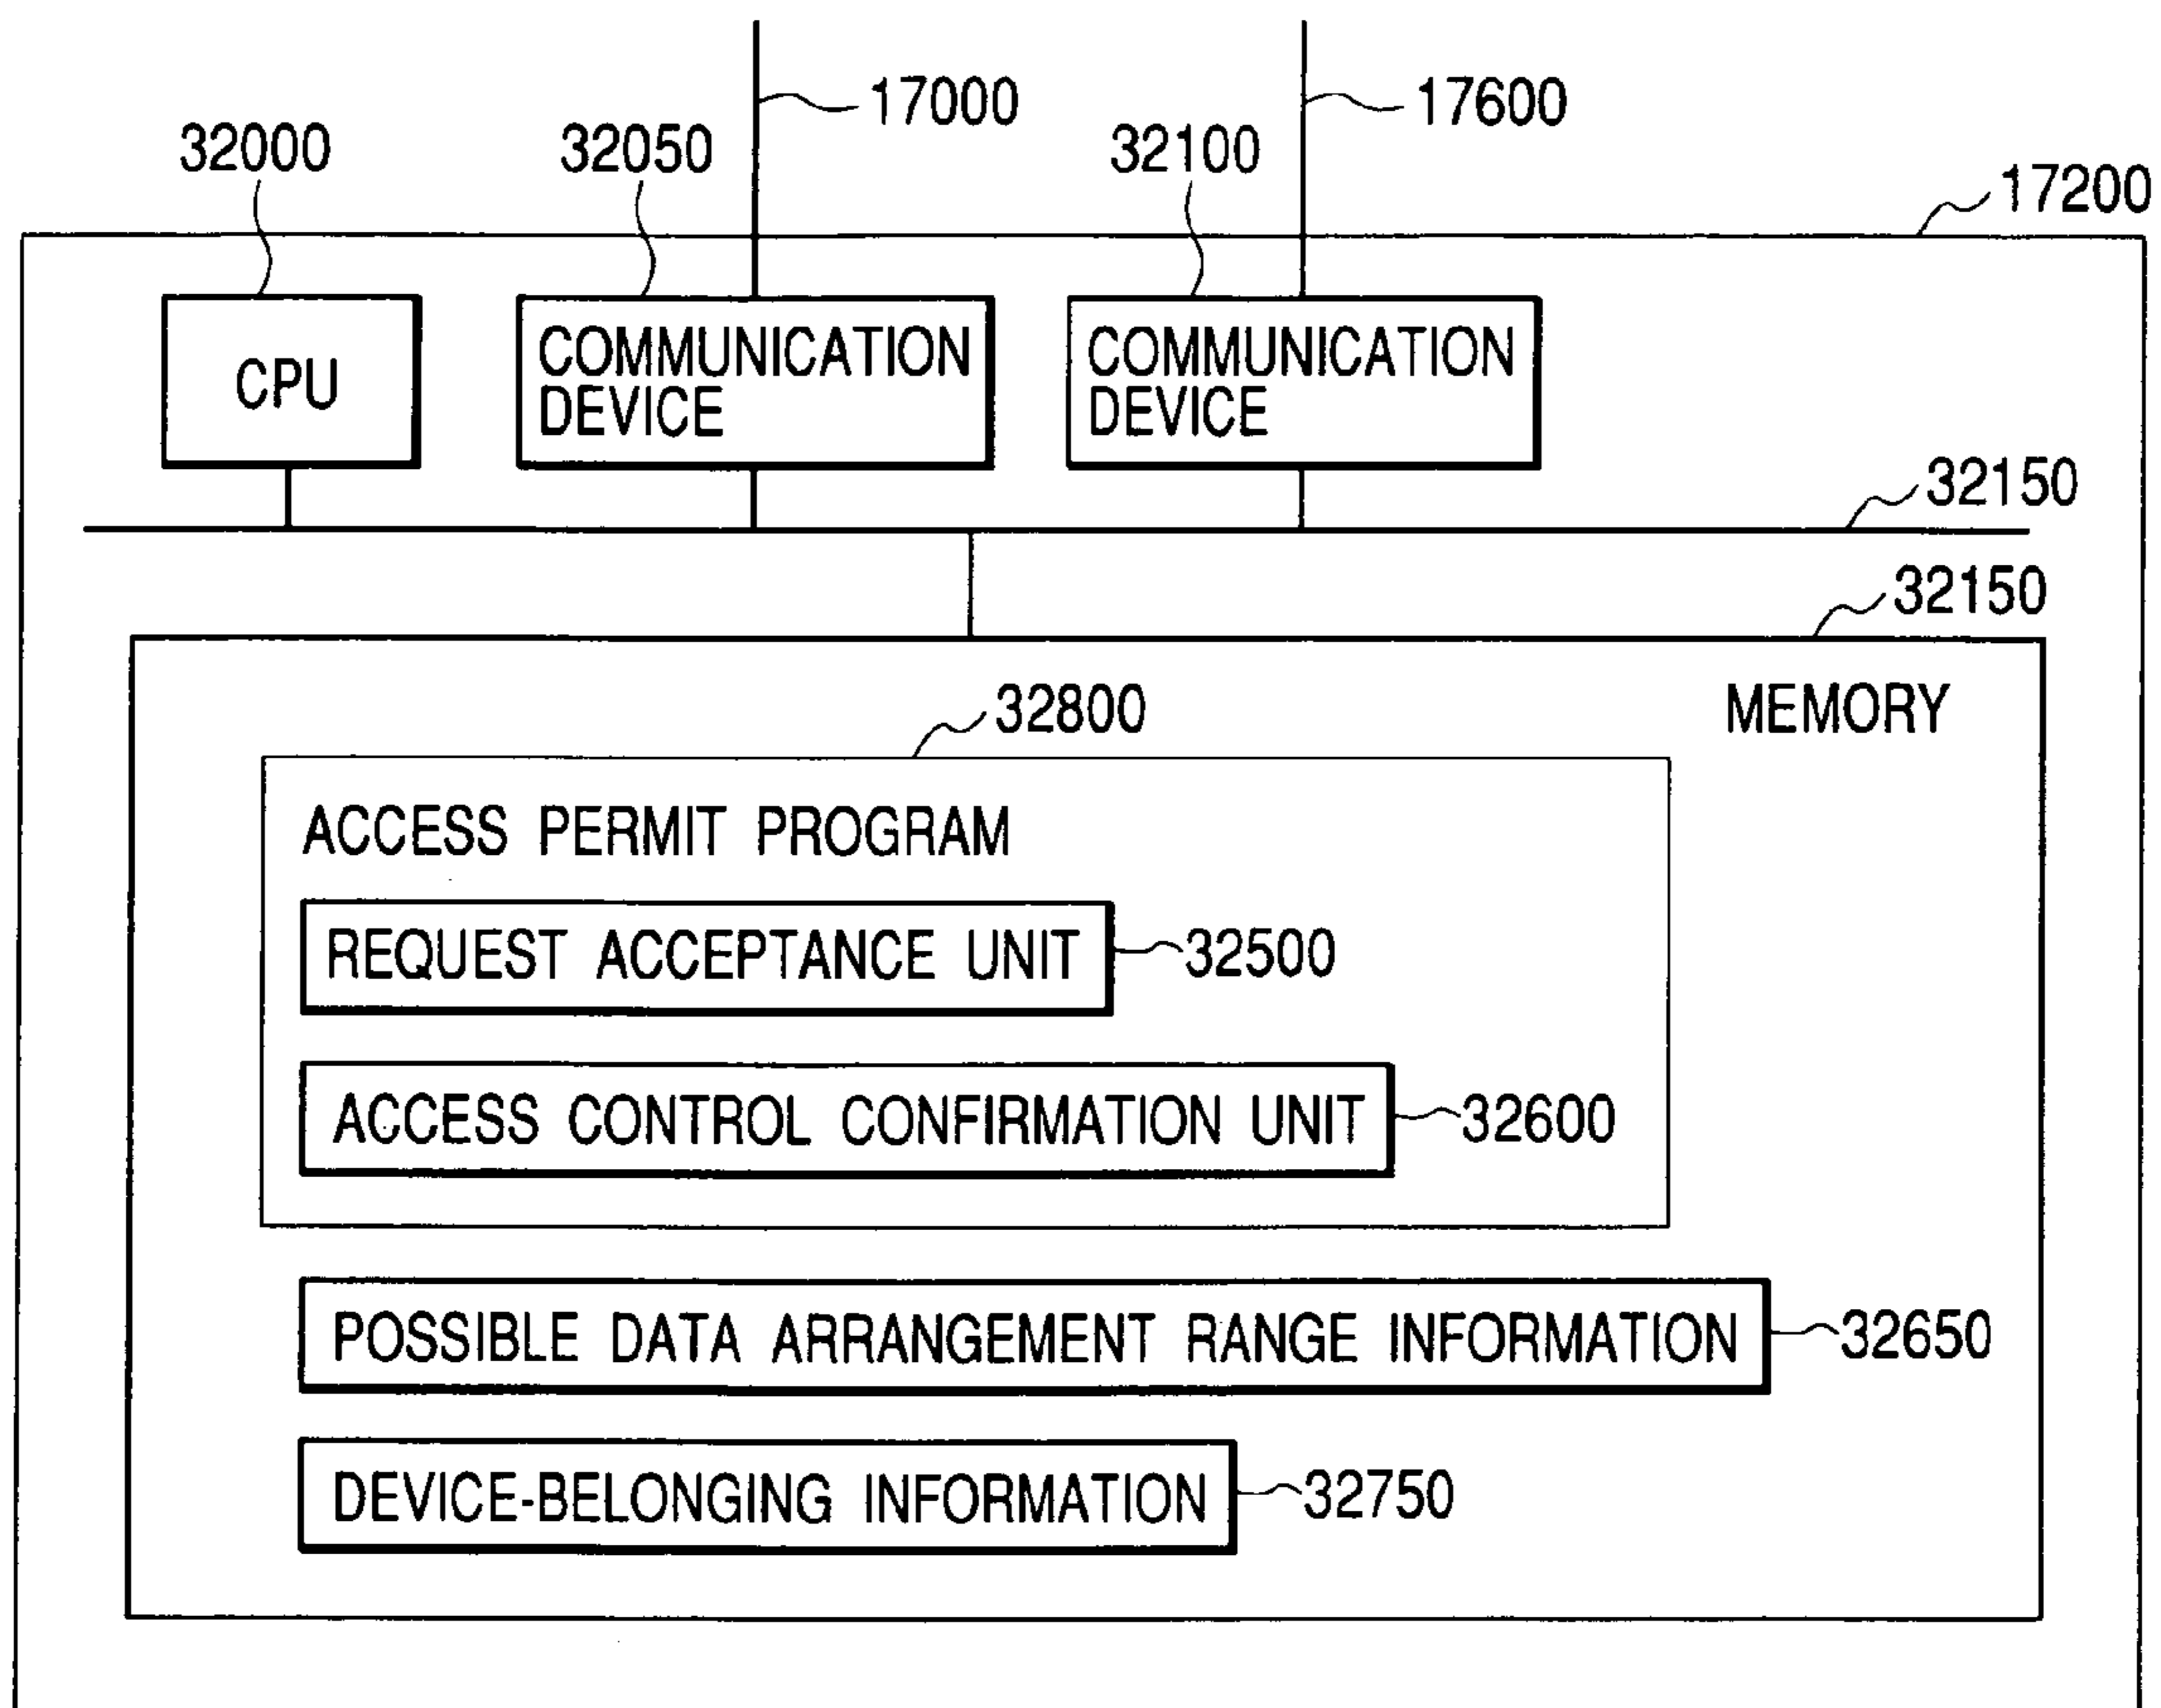 17000
17600
32000
32050
32100
17200
CPU
COMMUNICATION
DEVICE
COMMUNICATION
DEVICE
32150
32150
MEMORY
32800
ACCESS PERMIT PROGRAM
REQUEST ACCEPTANCE UNIT
32500
ACCESS CONTROL CONFIRMATION UNIT
32600
POSSIBLE DATA ARRANGEMENT RANGE INFORMATION
32650
DEVICE-BELONGING INFORMATION
32750